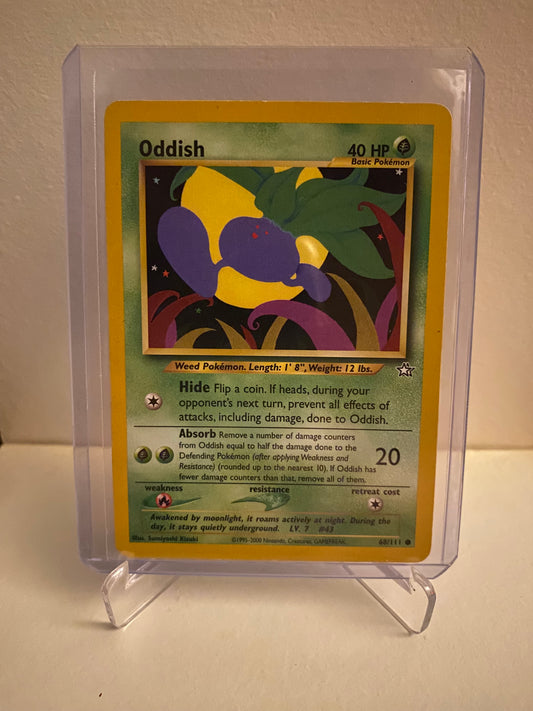 Oddish 40 HP
Basic Pokémon
Weed Pokémon. Length: 1' 8", Weight: 12 lbs.
Hide Flip a coin. If heads, during your
opponent's next turn, prevent all effects of
attacks, including damage, done to Oddish.
Absorb Remove a number of damage counters
from Oddish equal to half the damage done to the
Defending Pokémon (after applying Weakness and
Resistance) (rounded up to the nearest 10). If Oddish has
fewer damage counters than that, remove all of them.
20
weakness resistance retreat cost
Awakened by moonlight, it roams actively at night. During the
day, it stays quietly underground. LV. 7 #43
Illus. Sumiyoshi Kizuki ©1995-2000 Nintendo, Creatures, GAMEFREAK. 68/111